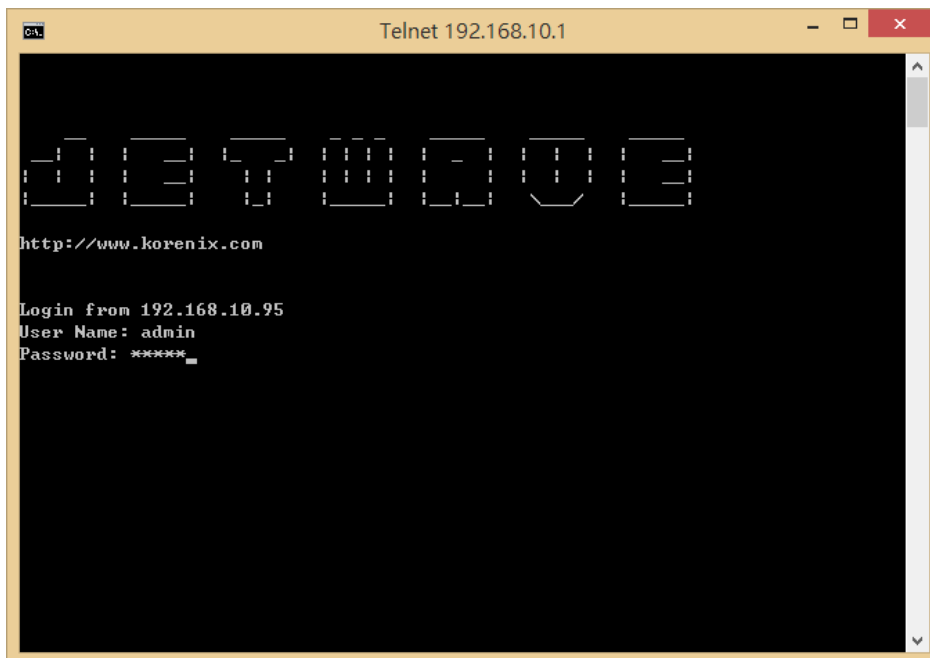 Telnet 192.168.10.1
JETWAVE
http://www.korenix.com
Login from 192.168.10.95
User Name: admin
Password: *****_